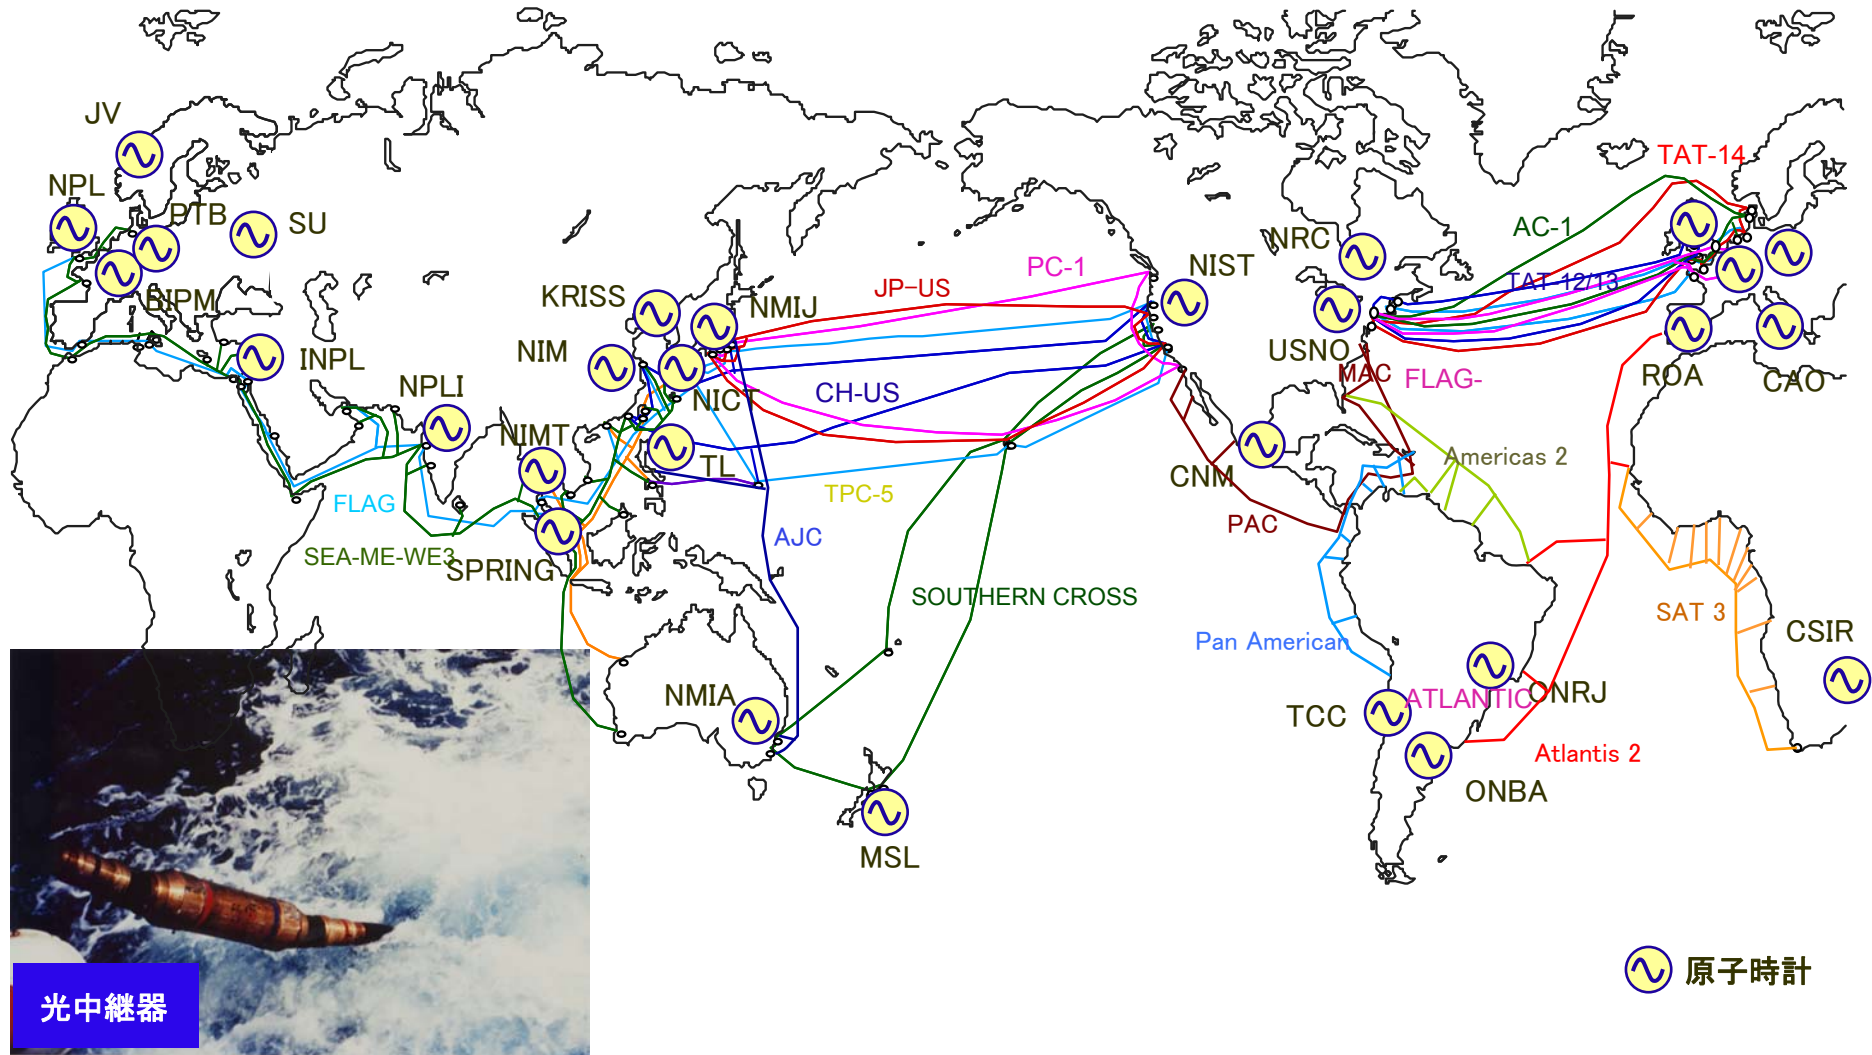 JV
NPL
PTB
SU
BIPM
INPL
NPLI
FLAG
SEA-ME-WE3
SPRING
NIMT
NIM
KRISS
NMIJ
NICT
TL
PC-1
JP-US
CH-US
TPC-5
AJC
SOUTHERN CROSS
NMIA
MSL
NIST
NRC
USNO
MAC
FLAG-
CNM
PAC
Americas 2
Pan American
TCC
ATLANTIC
ONRJ
Atlantis 2
ONBA
TAT-14
AC-1
TAT-12/13
ROA
CAO
SAT 3
CSIR
光中継器
原子時計